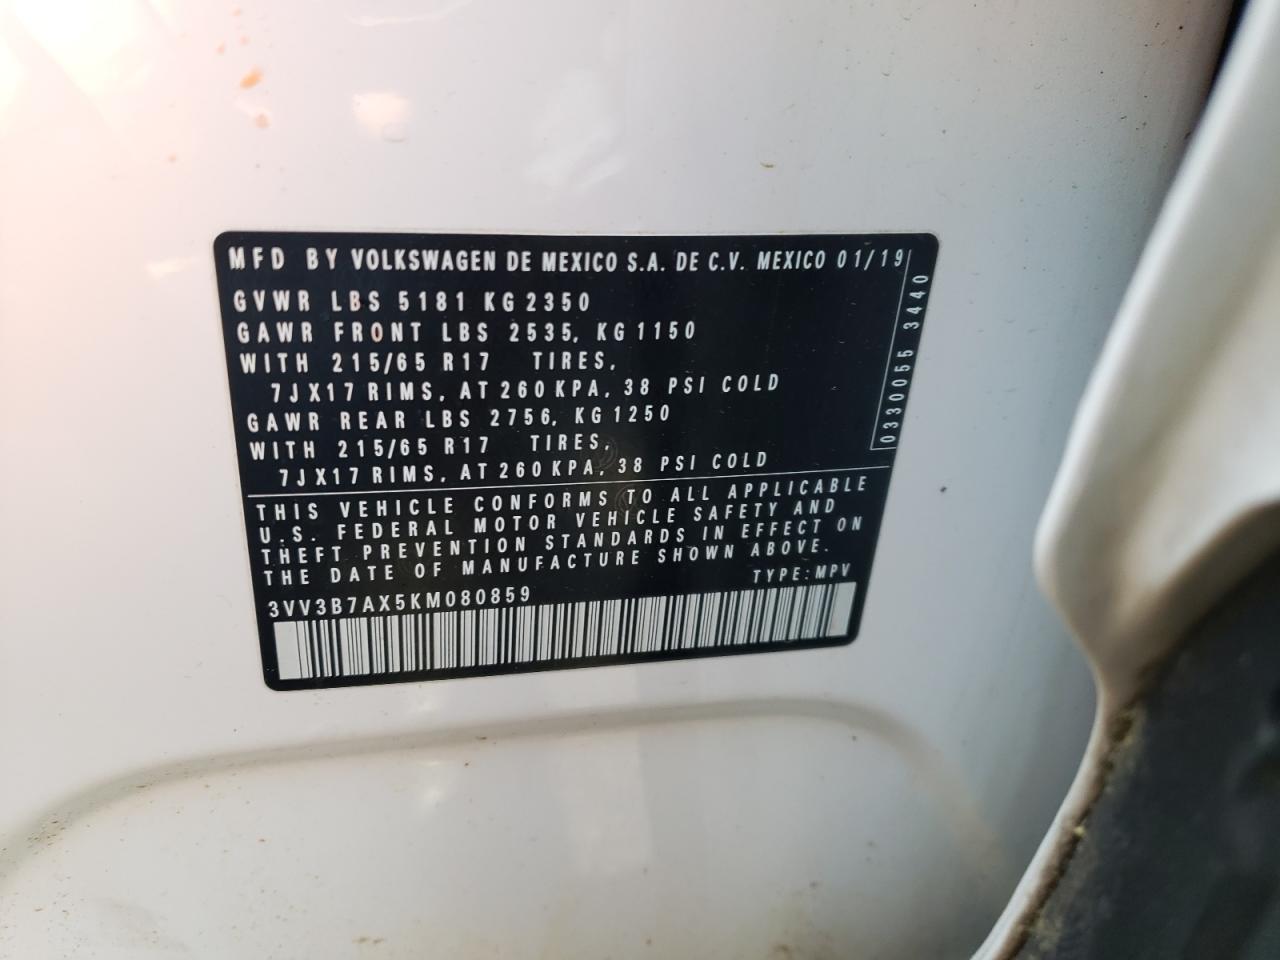 MFD BY VOLKSWAGEN DE MEXICO S.A. DE C.V. MEXICO 01/19
GVWR LBS 5181 KG 2350
GAWR FRONT LBS 2535, KG 1150
WITH 215/65 R17 TIRES,
7JX17 RIMS, AT 260 KPA, 38 PSI COLD
GAWR REAR LBS 2756, KG 1250
WITH 215/65 R17 TIRES,
7JX17 RIMS, AT 260 KPA, 38 PSI COLD
0330055 3440
THIS VEHICLE CONFORMS TO ALL APPLICABLE
U.S. FEDERAL MOTOR VEHICLE SAFETY AND
THEFT PREVENTION STANDARDS IN EFFECT ON
THE DATE OF MANUFACTURE SHOWN ABOVE.
TYPE: MPV
3VV3B7AX5KM080859